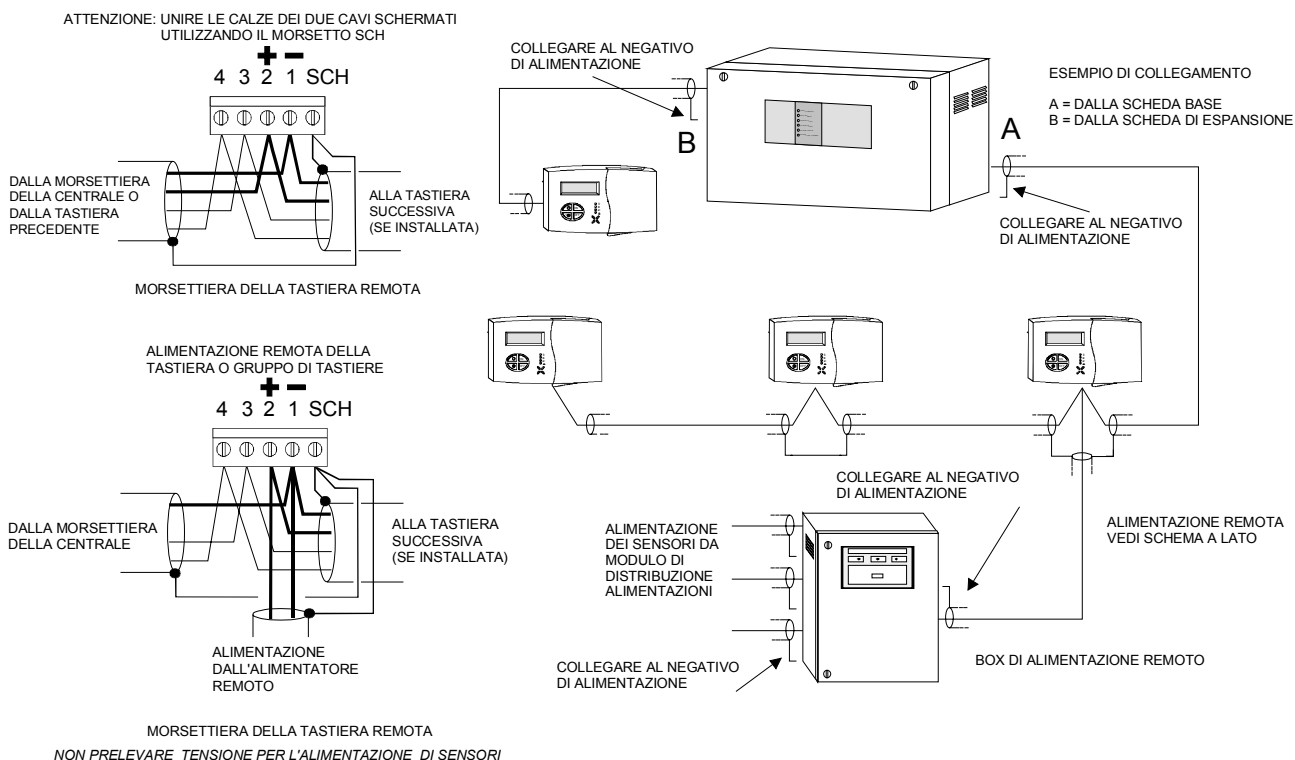 ATTENZIONE: UNIRE LE CALZE DEI DUE CAVI SCHERMATI
UTILIZZANDO IL MORSETTO SCH
+ −
4 3 2 1 SCH
DALLA MORSETTIERA
DELLA CENTRALE O
DALLA TASTIERA
PRECEDENTE
ALLA TASTIERA
SUCCESSIVA
(SE INSTALLATA)
MORSETTIERA DELLA TASTIERA REMOTA
COLLEGARE AL NEGATIVO
DI ALIMENTAZIONE
B
A
ESEMPIO DI COLLEGAMENTO
A = DALLA SCHEDA BASE
B = DALLA SCHEDA DI ESPANSIONE
COLLEGARE AL NEGATIVO
DI ALIMENTAZIONE
ALIMENTAZIONE REMOTA DELLA
TASTIERA O GRUPPO DI TASTIERE
+ −
4 3 2 1 SCH
DALLA MORSETTIERA
DELLA CENTRALE
ALLA TASTIERA
SUCCESSIVA
(SE INSTALLATA)
ALIMENTAZIONE
DALL'ALIMENTATORE
REMOTO
MORSETTIERA DELLA TASTIERA REMOTA
NON PRELEVARE TENSIONE PER L'ALIMENTAZIONE DI SENSORI
COLLEGARE AL NEGATIVO
DI ALIMENTAZIONE
ALIMENTAZIONE
DEI SENSORI DA
MODULO DI
DISTRIBUZIONE
ALIMENTAZIONI
ALIMENTAZIONE REMOTA
VEDI SCHEMA A LATO
COLLEGARE AL NEGATIVO
DI ALIMENTAZIONE
BOX DI ALIMENTAZIONE REMOTO